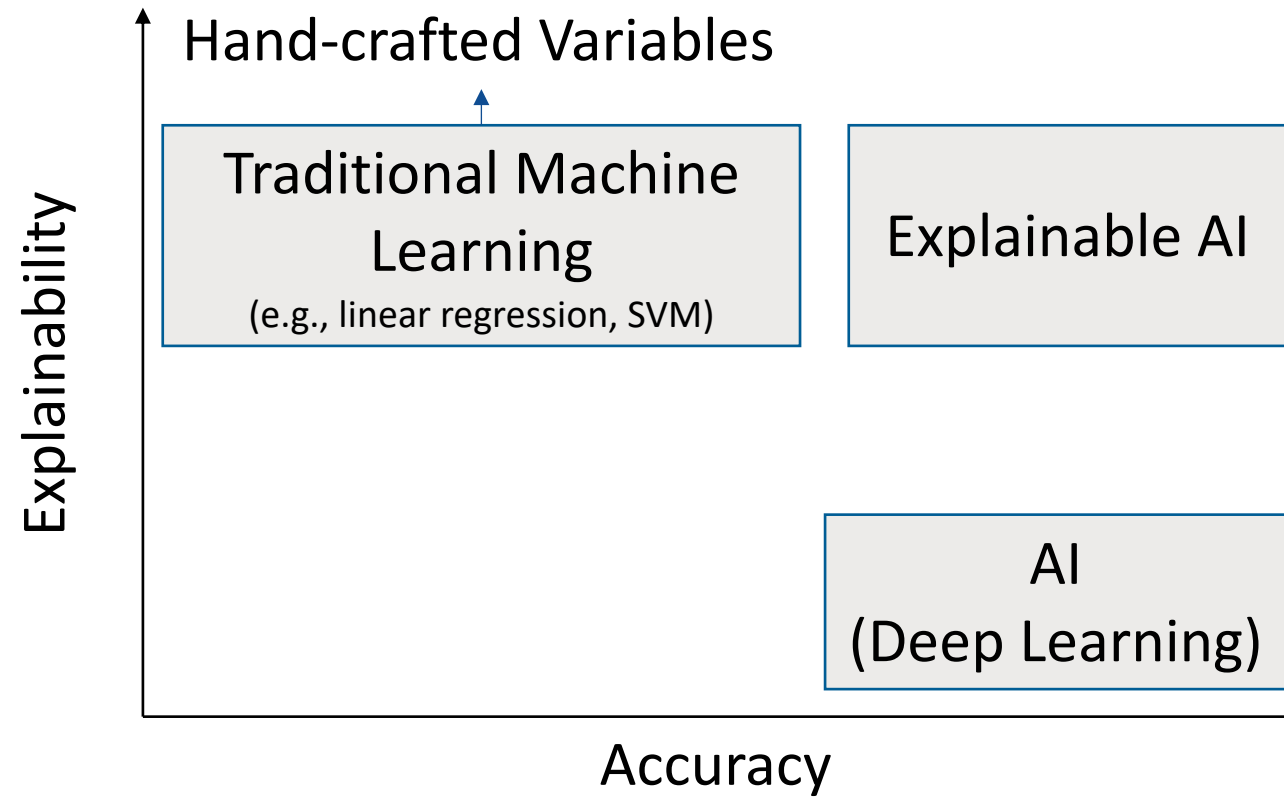 Hand-crafted Variables
Traditional Machine
Learning
(e.g., linear regression, SVM)
Explainable AI
Explainability
AI
(Deep Learning)
Accuracy